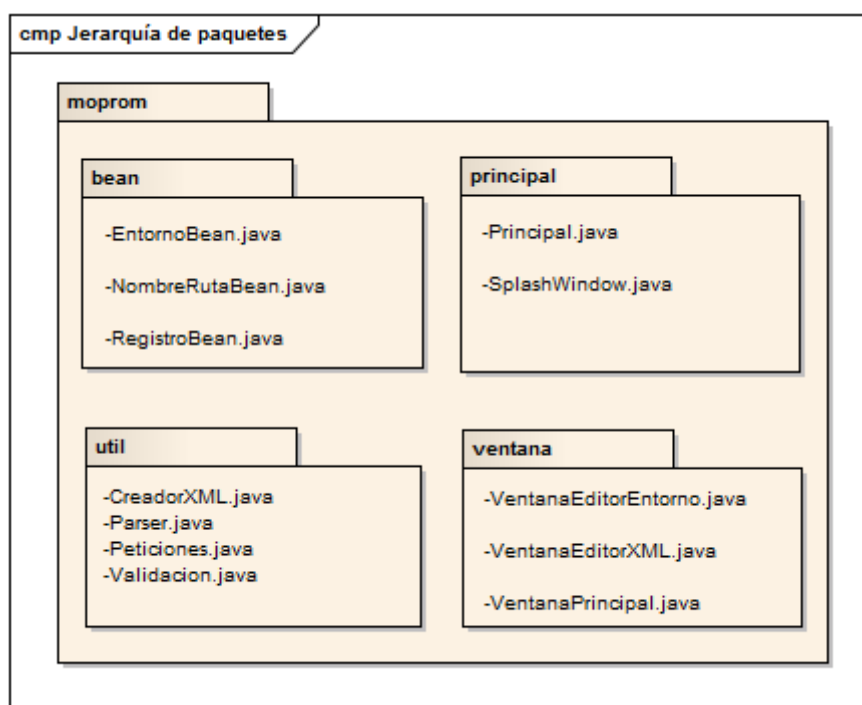 cmp Jerarquía de paquetes
moprom
bean
-EntornoBean.java
-NombreRutaBean.java
-RegistroBean.java
principal
-Principal.java
-SplashWindow.java
util
-CreadorXML.java
-Parser.java
-Peticiones.java
-Validacion.java
ventana
-VentanaEditorEntorno.java
-VentanaEditorXML.java
-VentanaPrincipal.java